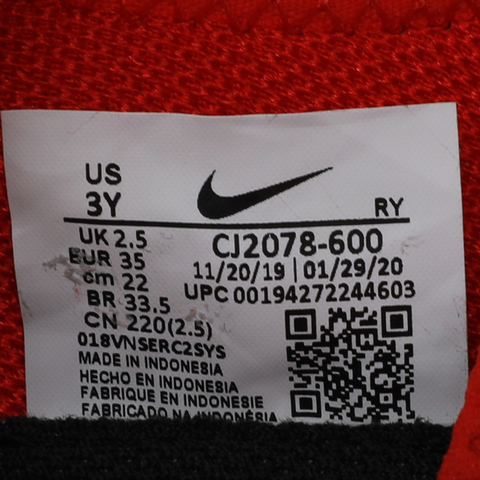 US
3Y
RY
UK 2.5
EUR 35
cm 22
BR 33.5
CN 220(2.5)
018VNSERC2SYS
MADE IN INDONESIA
HECHO EN INDONESIA
FABRIQUE EN INDONESIE
FABRICADO NA INDONÉSIA
CJ2078-600
11/20/19 | 01/29/20
UPC 00194272244603